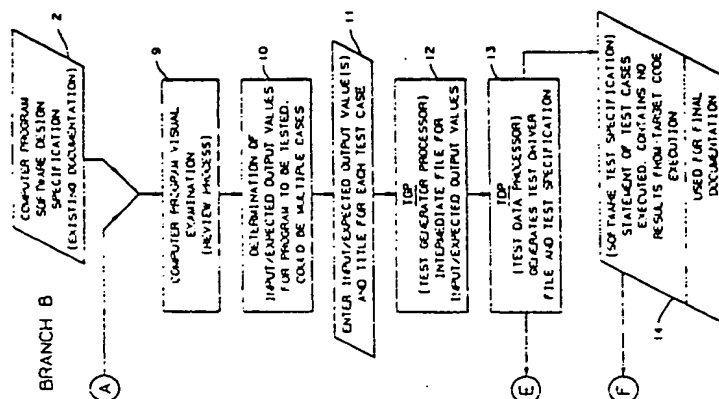 BRANCH B
2
COMPUTER PROGRAM
SOFTWARE DESIGN
SPECIFICATION
(EXISTING DOCUMENTATION)
A
9
COMPUTER PROGRAM VISUAL
EXAMINATION
(REVIEW PROCESS)
10
DETERMINATION OF
INPUT/EXPECTED OUTPUT VALUES
FOR PROGRAM TO BE TESTED.
COULD BE MULTIPLE CASES
11
ENTER INPUT/EXPECTED OUTPUT VALUE(S)
AND TITLE FOR EACH TEST CASE
12
TGP
(TEST GENERATOR PROCESSOR)
INTERMEDIATE FILE FOR
INPUT/EXPECTED OUTPUT VALUES
13
TDP
(TEST DATA PROCESSOR)
GENERATES TEST DRIVER
FILE AND TEST SPECIFICATION
E
(SOFTWARE TEST SPECIFICATION)
STATEMENT OF TEST CASES
EXECUTED. CONTAINS NO
RESULTS FROM TARGET CODE
EXECUTION
USED FOR FINAL
DOCUMENTATION
F
14